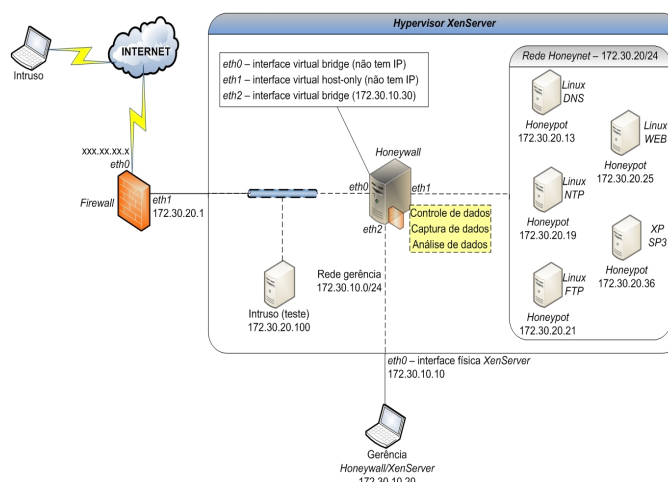 Hypervisor XenServer
INTERNET
Intruso
eth0 – interface virtual bridge (não tem IP)
eth1 – interface virtual host-only (não tem IP)
eth2 – interface virtual bridge (172.30.10.30)
Rede Honeynet – 172.30.20/24
Linux
DNS
Honeypot
172.30.20.13
Linux
WEB
Honeypot
172.30.20.25
Linux
NTP
Honeypot
172.30.20.19
XP
SP3
Honeypot
172.30.20.36
Linux
FTP
Honeypot
172.30.20.21
xxx.xx.xx.x
eth0
Firewall
eth1
172.30.20.1
Honeywall
eth0
eth1
eth2
Controle de dados
Captura de dados
Análise de dados
Rede gerência
172.30.10.0/24
Intruso (teste)
172.30.20.100
eth0 – interface física XenServer
172.30.10.10
Gerência
Honeywall/XenServer
172.30.10.20